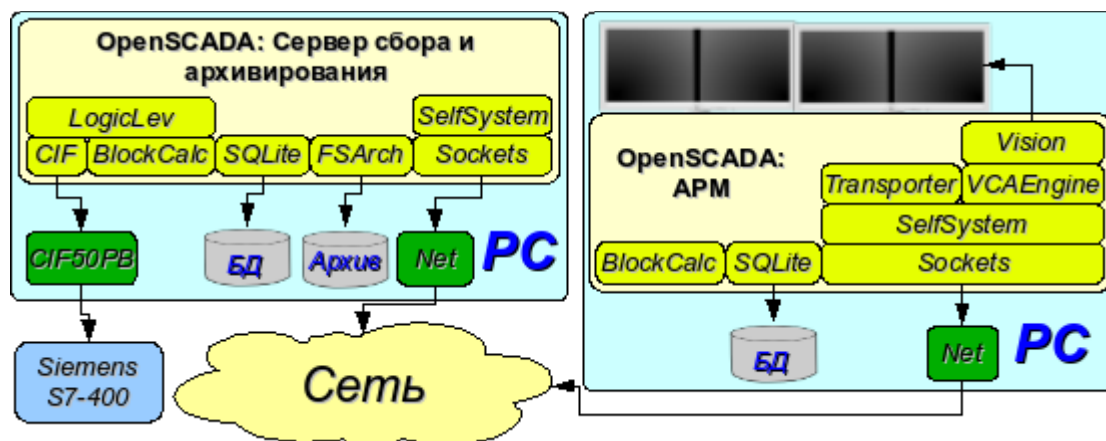 OpenSCADA: Сервер сбора и
архивирования
LogicLev
SelfSystem
CIF
BlockCalc
SQLite
FSArch
Sockets
CIF50PB
БД
Архив
Net
PC
Siemens
S7-400
Сеть
OpenSCADA:
АРМ
Vision
Transporter
VCAEngine
SelfSystem
BlockCalc
SQLite
Sockets
БД
Net
PC